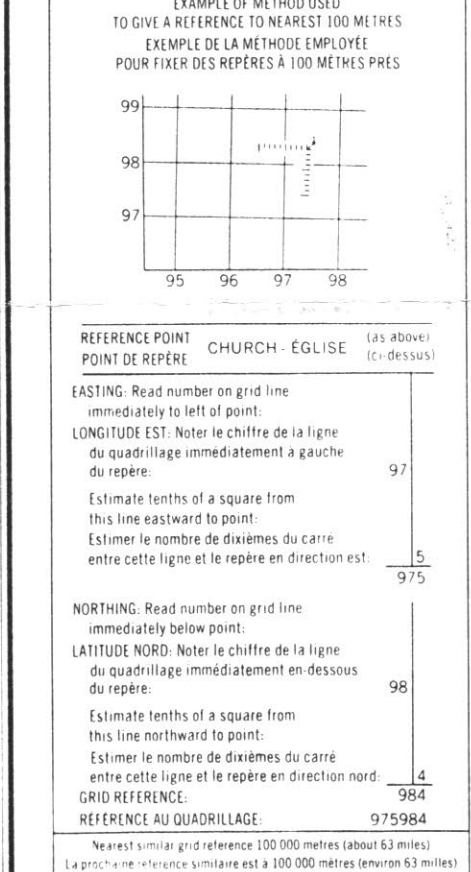 EXAMPLE OF METHOD USED
TO GIVE A REFERENCE TO NEAREST 100 METRES
EXEMPLE DE LA MÉTHODE EMPLOYÉE
POUR FIXER DES REPÈRES À 100 MÈTRES PRÈS
99
98
97
95 96 97 98
REFERENCE POINT
POINT DE REPÈRE
CHURCH - ÉGLISE
(as above)
(ci-dessus)
EASTING: Read number on grid line
immediately to left of point:
LONGITUDE EST: Noter le chiffre de la ligne
du quadrillage immédiatement à gauche
du repère: 97
Estimate tenths of a square from
this line eastward to point:
Estimer le nombre de dixièmes du carré
entre cette ligne et le repère en direction est: 5
975
NORTHING: Read number on grid line
immediately below point:
LATITUDE NORD: Noter le chiffre de la ligne
du quadrillage immédiatement en-dessous
du repère: 98
Estimate tenths of a square from
this line northward to point:
Estimer le nombre de dixièmes du carré
entre cette ligne et le repère en direction nord: 4
GRID REFERENCE: 984
RÉFÉRENCE AU QUADRILLAGE: 975984
Nearest similar grid reference 100 000 metres (about 63 miles)
La prochaine référence similaire est à 100 000 mètres (environ 63 milles)